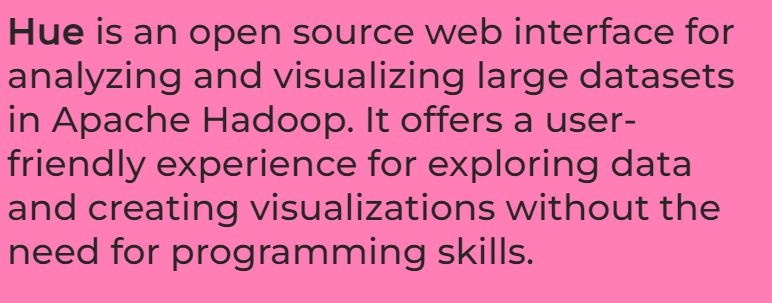 Hue is an open source web interface for
analyzing and visualizing large datasets
in Apache Hadoop. It offers a user-
friendly experience for exploring data
and creating visualizations without the
need for programming skills.